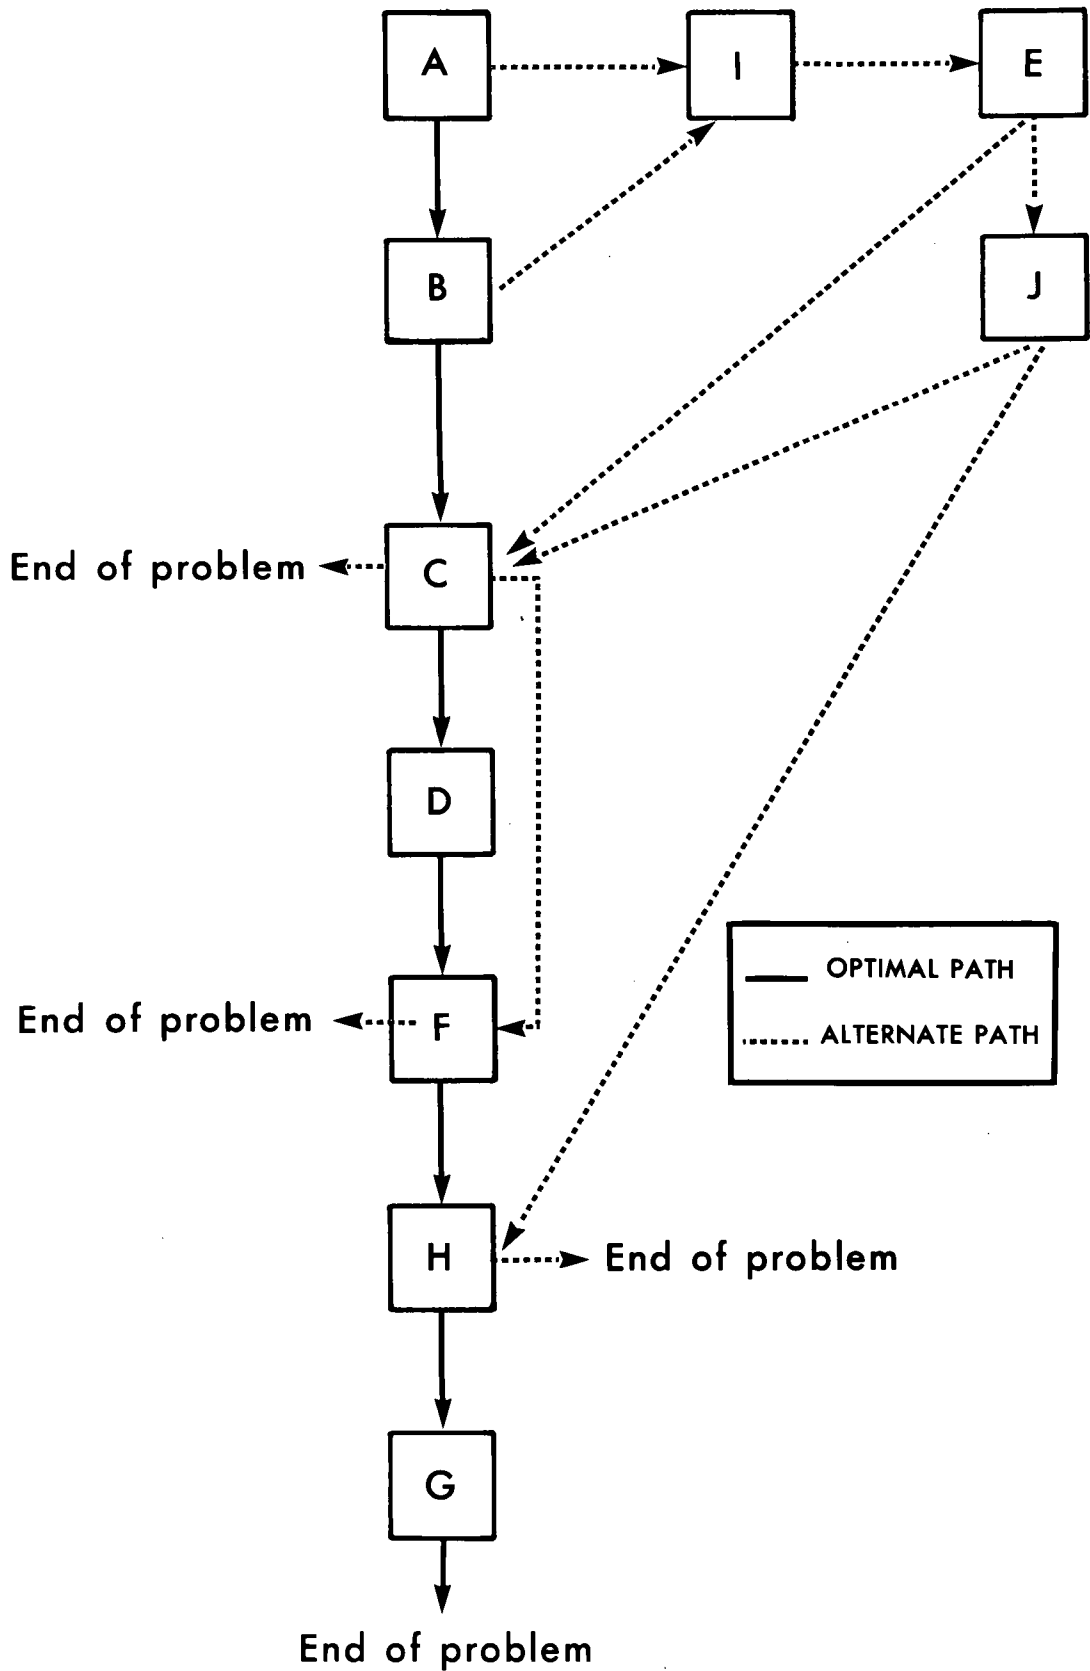 A
I
E
B
J
End of problem
C
D
OPTIMAL PATH
ALTERNATE PATH
End of problem
F
H
End of problem
G
End of problem